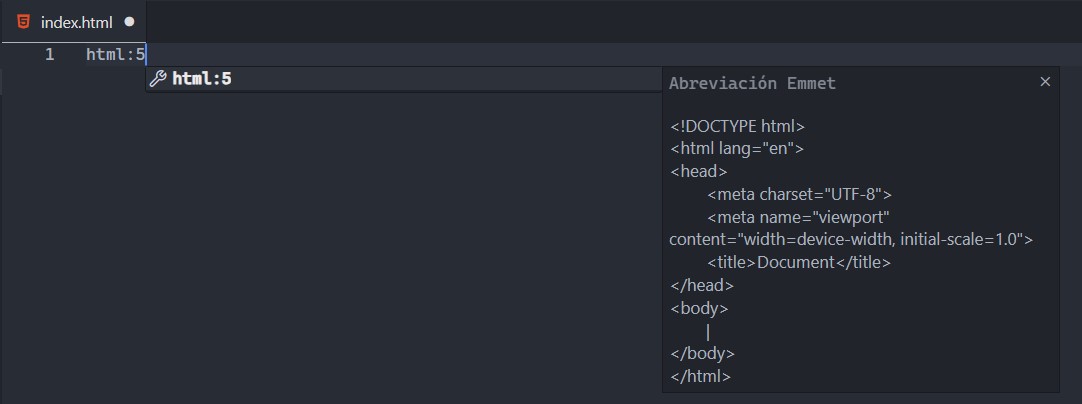 index.html
1 html:5
html:5
Abreviación Emmet
<!DOCTYPE html>
<html lang="en">
<head>
<meta charset="UTF-8">
<meta name="viewport"
content="width=device-width, initial-scale=1.0">
<title>Document</title>
</head>
<body>
|
</body>
</html>